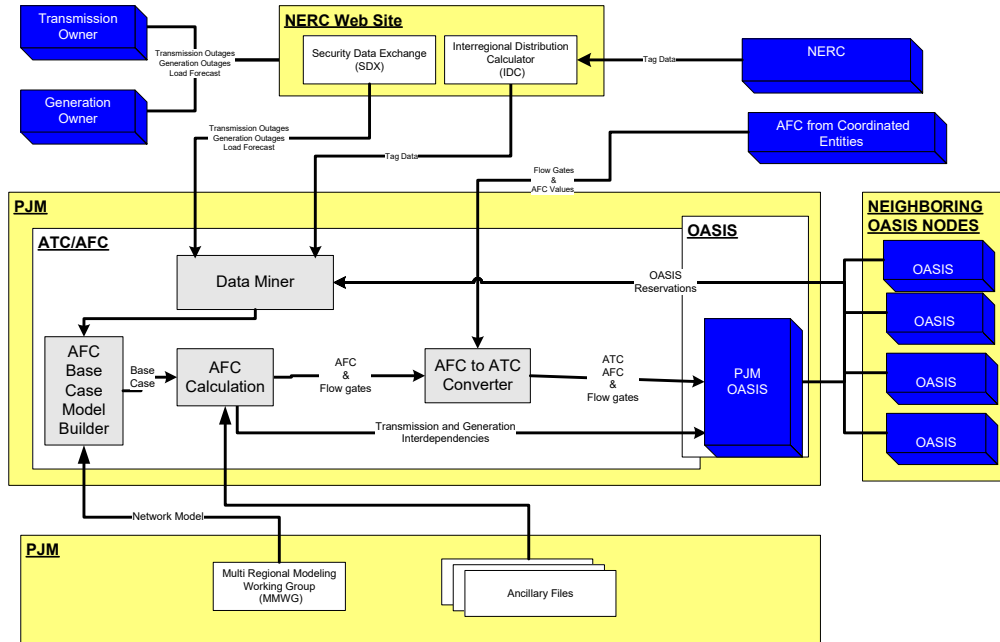 Transmission
Owner
Generation
Owner
Transmission Outages
Generation Outages
Load Forecast
NERC Web Site
Security Data Exchange
(SDX)
Interregional Distribution
Calculator
(IDC)
Tag Data
NERC
AFC from Coordinated
Entities
Transmission Outages
Generation Outages
Load Forecast
Tag Data
Flow Gates
&
AFC Values
PJM
ATC/AFC
OASIS
NEIGHBORING
OASIS NODES
Data Miner
OASIS
Reservations
OASIS
OASIS
OASIS
OASIS
AFC
Base
Case
Model
Builder
Base
Case
AFC
Calculation
AFC
&
Flow gates
AFC to ATC
Converter
ATC
AFC
&
Flow gates
PJM
OASIS
Transmission and Generation
Interdependencies
Network Model
PJM
Multi Regional Modeling
Working Group
(MMWG)
Ancillary Files